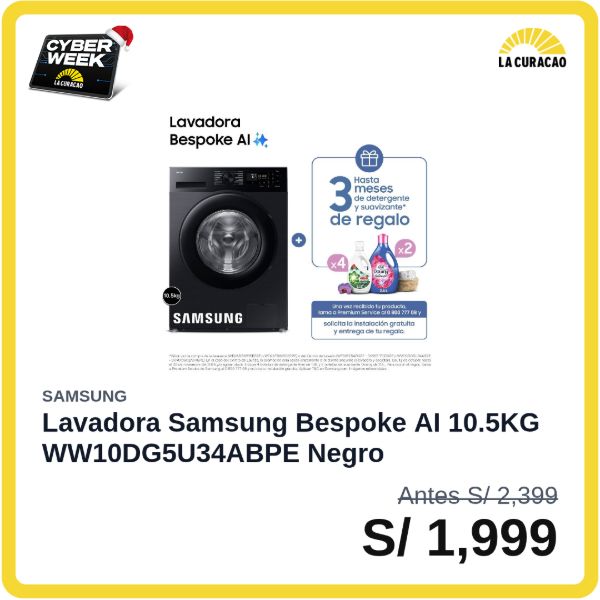 CYBER
WEEK
LA CURACAO
LA CURACAO
Lavadora
Bespoke AI
Hasta
3 meses
de detergente
y suavizante*
de regalo
x4
x2
10.5kg
SAMSUNG
Una vez recibido tu producto,
llama a Premium Service al 0 800 777 08 y
solicita la instalación gratuita
y entrega de tu regalo.
SAMSUNG
Lavadora Samsung Bespoke AI 10.5KG
WW10DG5U34ABPE Negro
Antes S/ 2,399
S/ 1,999